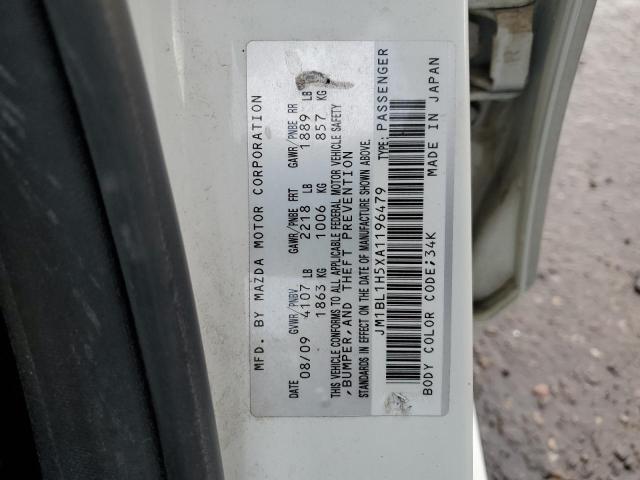 MFD. BY MAZDA MOTOR CORPORATION
DATE GVWR/PNBV GAWR/PNBE FRT GAWR/PNBE RR
08/09 4107 LB 2218 LB 1889 LB
1863 KG 1006 KG 857 KG
THIS VEHICLE CONFORMS TO ALL APPLICABLE FEDERAL MOTOR VEHICLE SAFETY
,BUMPER,AND THEFT PREVENTION
STANDARDS IN EFFECT ON THE DATE OF MANUFACTURE SHOWN ABOVE.
JM1BL1H5XA1196479 TYPE: PASSENGER
BODY COLOR CODE;34K MADE IN JAPAN